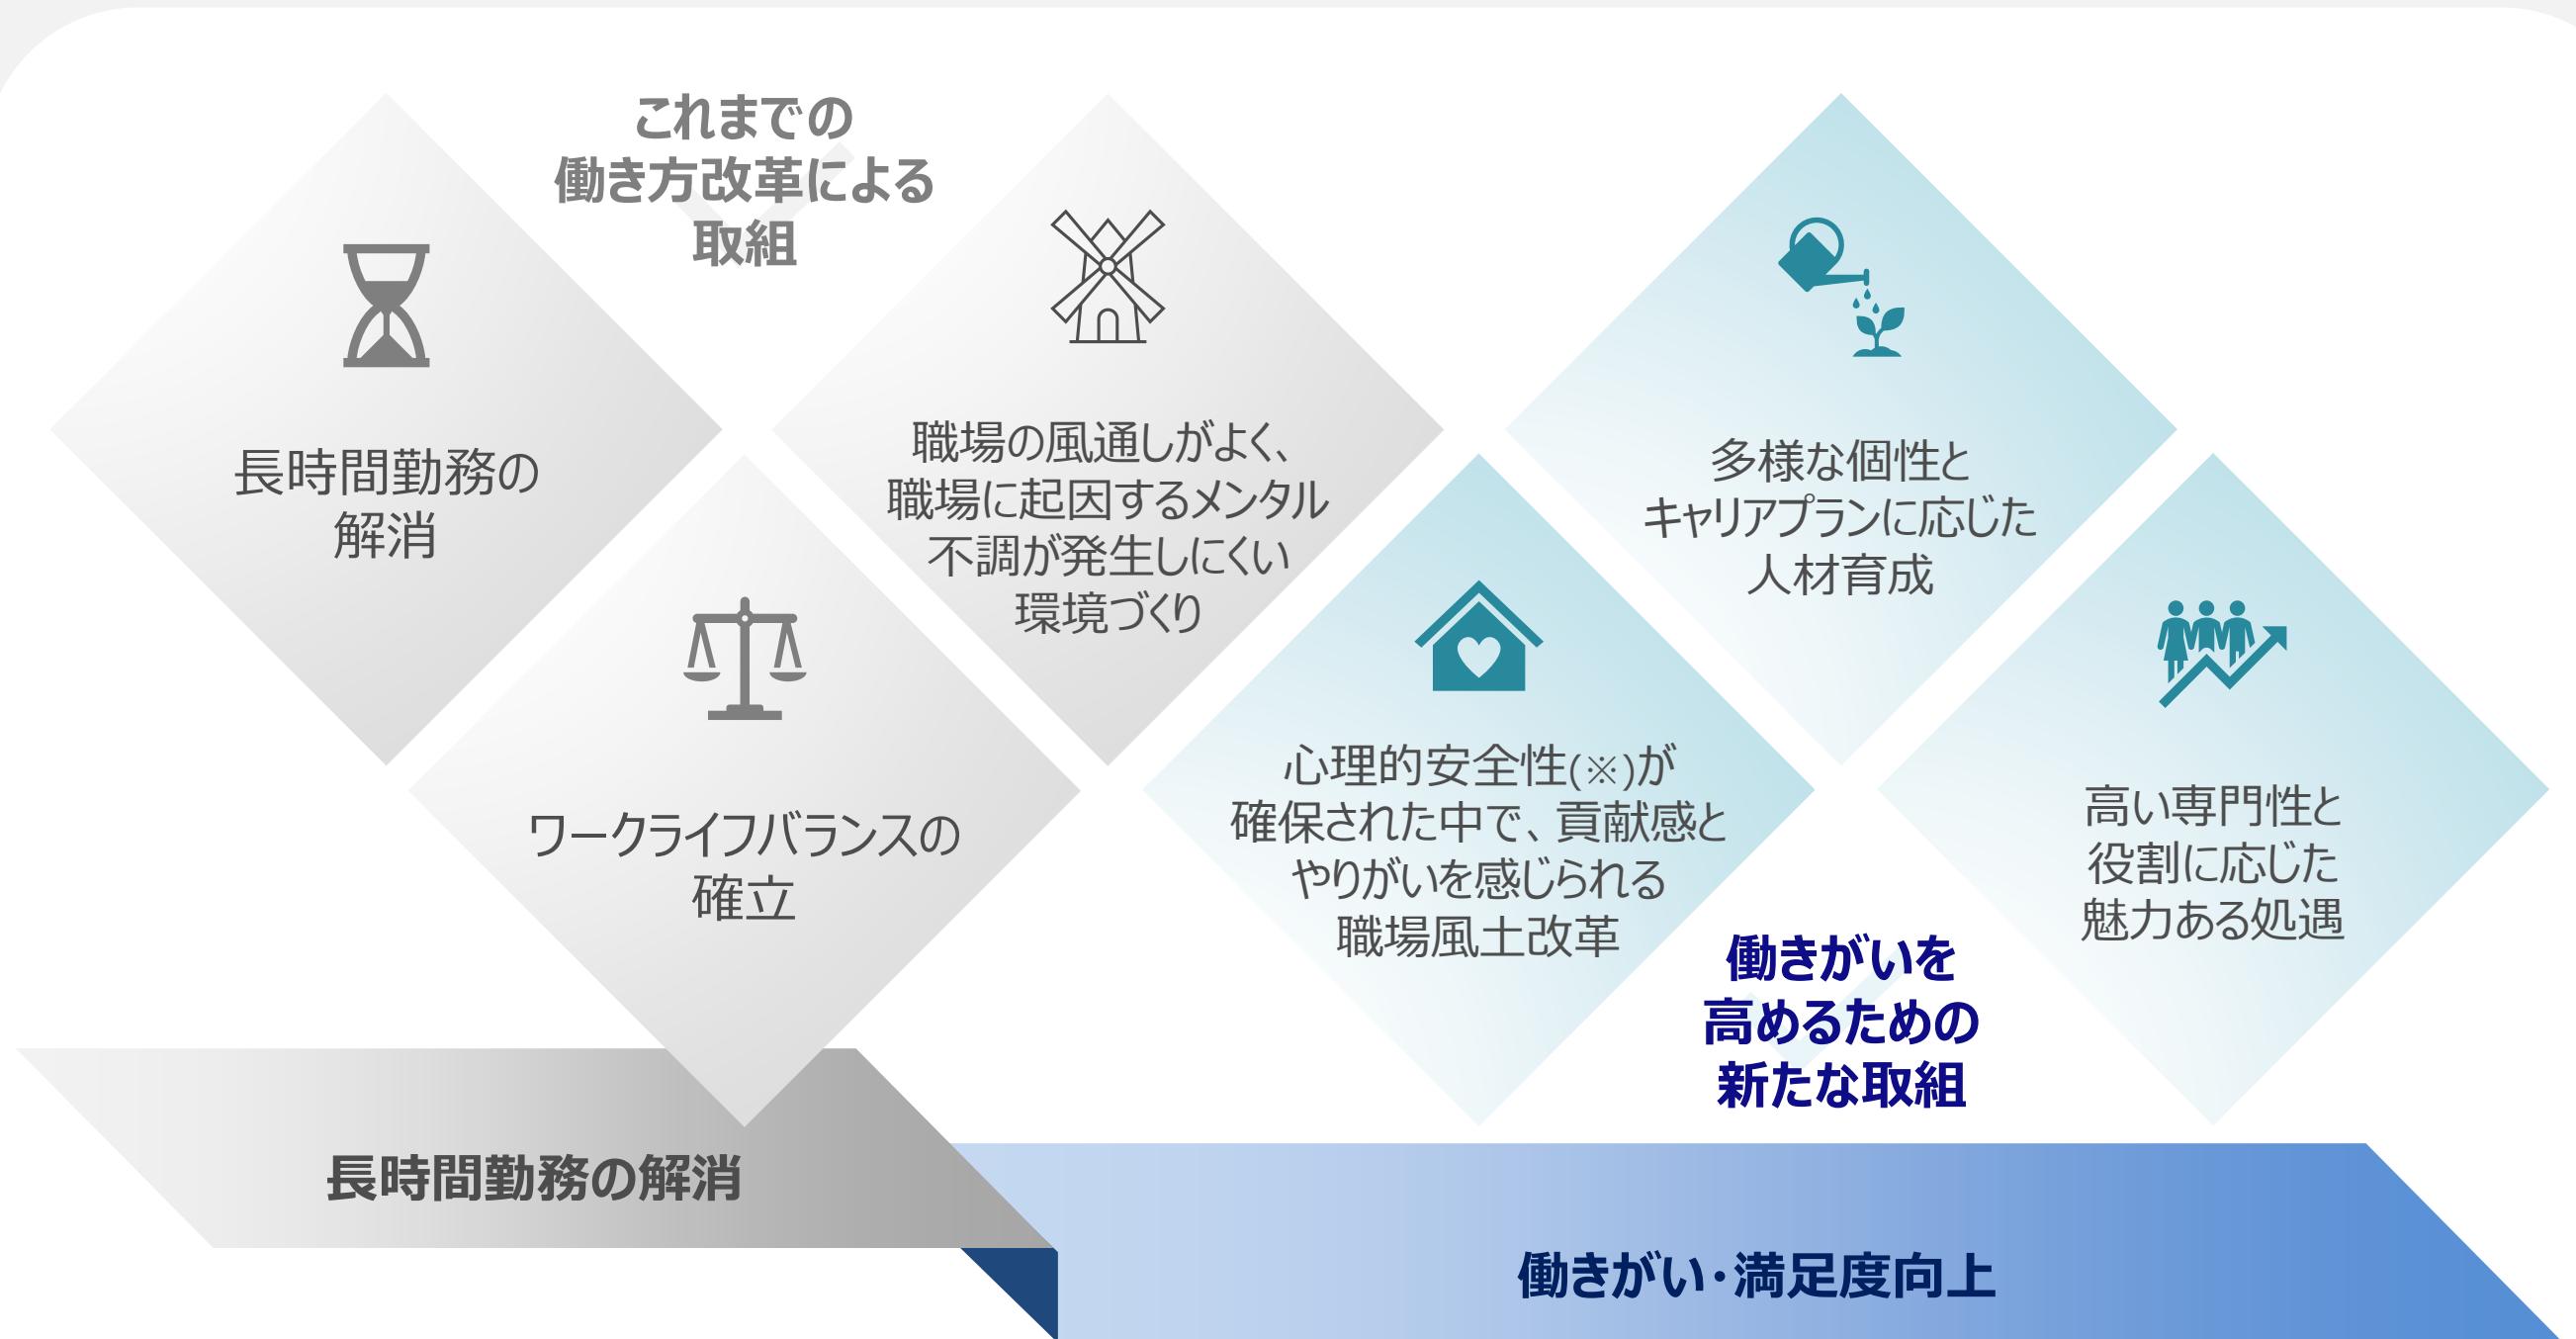 これまでの
働き方改革による
取組
長時間勤務の
解消
ワークライフバランスの
確立
職場の風通しがよく、
職場に起因するメンタル
不調が発生しにくい
環境づくり
心理的安全性(※)が
確保された中で、貢献感と
やりがいを感じられる
職場風土改革
多様な個性と
キャリアプランに応じた
人材育成
高い専門性と
役割に応じた
魅力ある処遇
働きがいを
高めるための
新たな取組
長時間勤務の解消
働きがい・満足度向上